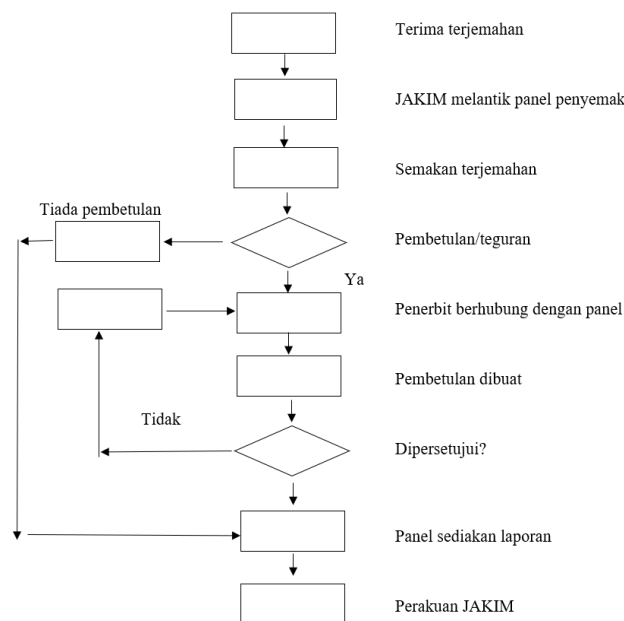 Terima terjemahan
JAKIM melantik panel penyemak
Semakan terjemahan
Tiada pembetulan
Pembetulan/teguran
Ya
Penerbit berhubung dengan panel
Pembetulan dibuat
Tidak
Dipersetujui?
Panel sediakan laporan
Perakuan JAKIM